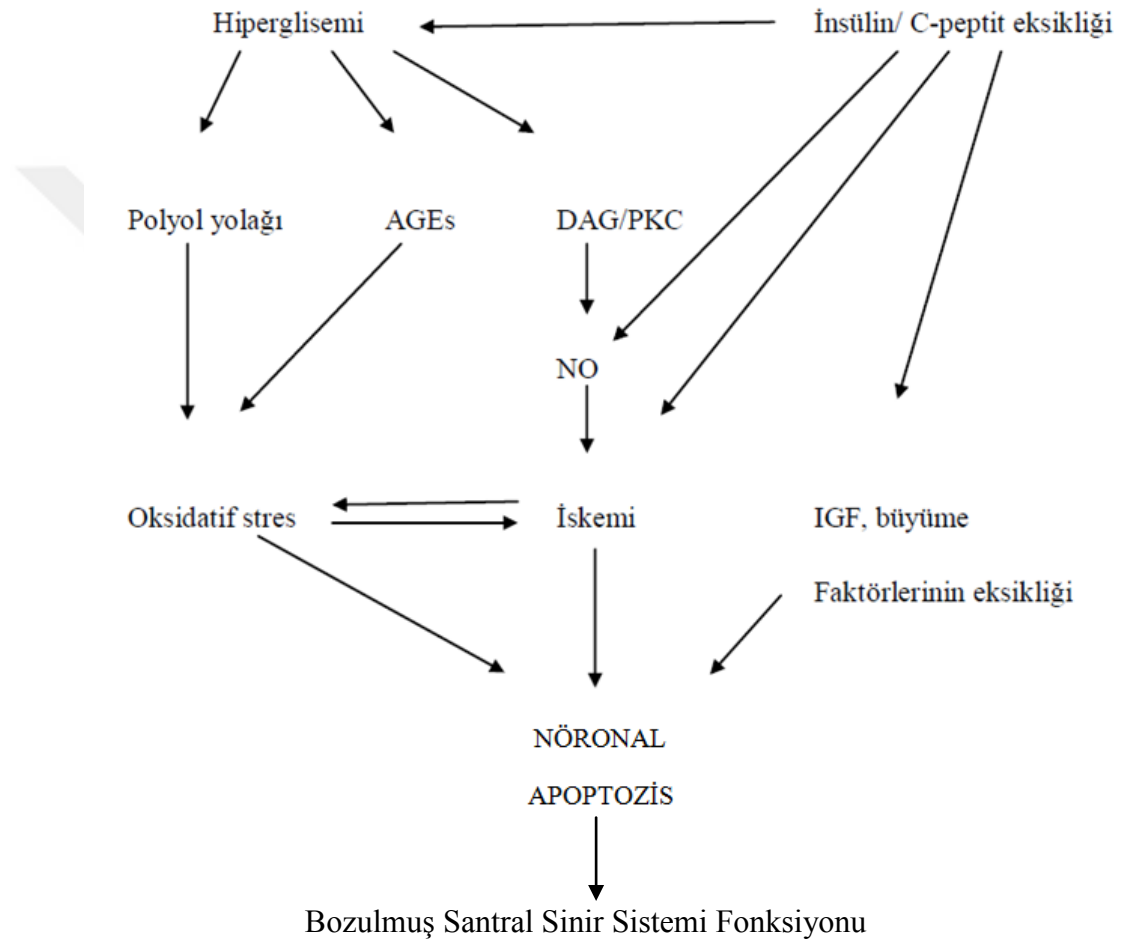 Hiperglisemi
İnsülin/ C-peptit eksikliği
Polyol yolağı
AGEs
DAG/PKC
NO
Oksidatif stres
İskemi
IGF, büyüme
Faktörlerinin eksikliği
NÖRONAL
APOPTOZİS
Bozulmuş Santral Sinir Sistemi Fonksiyonu